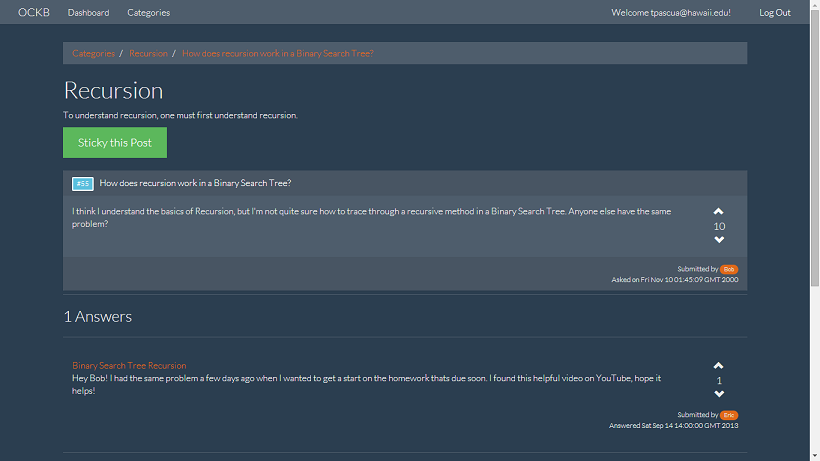 OCKB Dashboard Categories Welcome tpascua@hawaii.edu! Log Out
Categories / Recursion / How does recursion work in a Binary Search Tree?
Recursion
To understand recursion, one must first understand recursion.
Sticky this Post
#55 How does recursion work in a Binary Search Tree?
I think I understand the basics of Recursion, but I'm not quite sure how to trace through a recursive method in a Binary Search Tree. Anyone else have the same
problem?
10
Submitted by Bob
Asked on Fri Nov 10 01:45:09 GMT 2000
1 Answers
Binary Search Tree Recursion
Hey Bob! I had the same problem a few days ago when I wanted to get a start on the homework thats due soon. I found this helpful video on YouTube, hope it
helps!
1
Submitted by Eric
Answered Sat Sep 14 14:00:00 GMT 2013